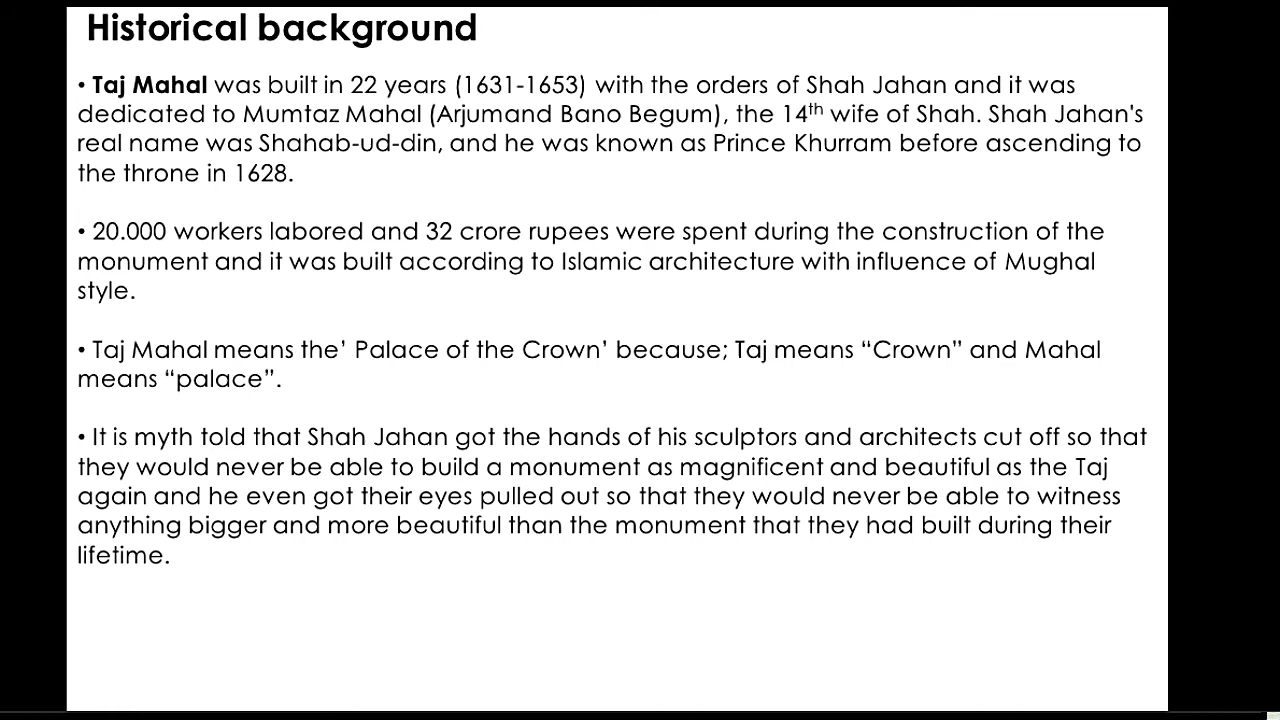 Historical background
• Taj Mahal was built in 22 years (1631-1653) with the orders of Shah Jahan and it was
dedicated to Mumtaz Mahal (Arjumand Bano Begum), the 14th wife of Shah. Shah Jahan's
real name was Shahab-ud-din, and he was known as Prince Khurram before ascending to
the throne in 1628.
• 20.000 workers labored and 32 crore rupees were spent during the construction of the
monument and it was built according to Islamic architecture with influence of Mughal
style.
• Taj Mahal means the’ Palace of the Crown’ because; Taj means “Crown” and Mahal
means “palace”.
• It is myth told that Shah Jahan got the hands of his sculptors and architects cut off so that
they would never be able to build a monument as magnificent and beautiful as the Taj
again and he even got their eyes pulled out so that they would never be able to witness
anything bigger and more beautiful than the monument that they had built during their
lifetime.